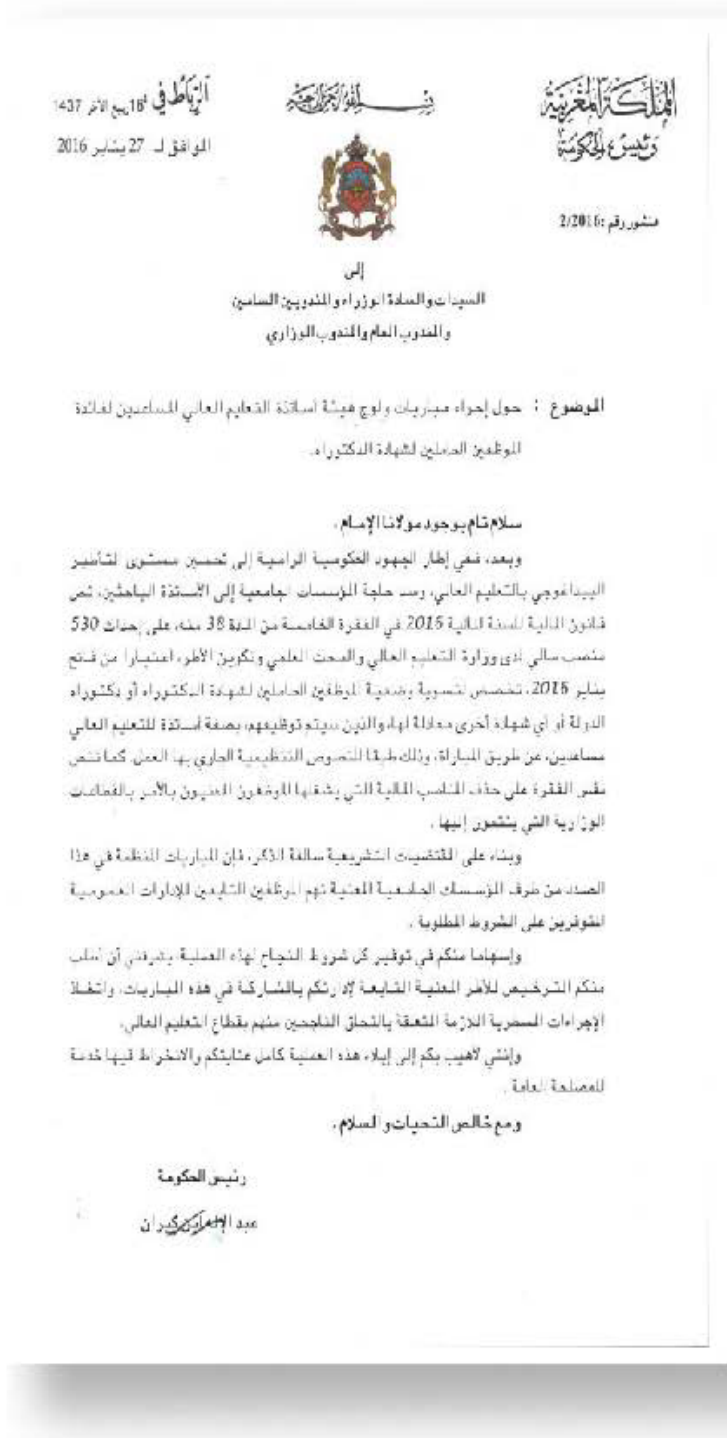 المملكة المغربية
رئيس الحكومة
منشور رقم :2/2016
الرباط في 16 ربيع الآخر 1437
الموافق لـ 27 يناير 2016
إلى
السيدات والسادة الوزراء والمندوبين السامين
والمندوب العام والمندوب الوزاري
الموضوع : حول إجراء مباريات ولوج هيئة أساتذة التعليم العالي المساعدين لفائدة
الموظفين الحاملين لشهادة الدكتوراه.
سلام تام بوجود مولانا الإمام،
وبعد، ففي إطار الجهود الحكومية الرامية إلى تحسين مستوى التأطير
البيداغوجي بالتعليم العالي، وسد حاجة المؤسسات الجامعية إلى الأساتذة الباحثين، نص
قانون المالية للسنة المالية 2016 في الفقرة الخامسة من المادة 38 منه، على إحداث 530
منصب مالي لدى وزارة التعليم العالي والبحث العلمي وتكوين الأطر، اعتبارا من فاتح
يناير 2016، تخصص لتسوية وضعية الموظفين الحاملين لشهادة الدكتوراه أو دكتوراه
الدولة أو أي شهادة أخرى معادلة لها، والذين سيتم توظيفهم، بصفة أساتذة للتعليم العالي
مساعدين، عن طريق المباراة، وذلك طبقا للنصوص التنظيمية الجاري بها العمل. كما تنص
نفس الفقرة على حذف المناصب المالية التي يشغلها الموظفون المعنيون بالأمر بالقطاعات
الوزارية التي ينتمون إليها .
وبناء على المقتضيات التشريعية سالفة الذكر، فإن المباريات المنظمة في هذا
الصدد من طرف المؤسسات الجامعية المعنية تهم الموظفين التابعين للإدارات العمومية
المتوفرين على الشروط المطلوبة .
وإسهاما منكم في توفير كل شروط النجاح لهذه العملية، يشرفني أن أطلب
منكم الترخيص للأطر المعنية التابعة لإدارتكم بالمشاركة في هذه المباريات، واتخاذ
الإجراءات المسطرية اللازمة المتعلقة بالتحاق الناجحين منهم بقطاع التعليم العالي.
وإنني لأهيب بكم إلى إيلاء هذه العملية كامل عنايتكم والانخراط فيها خدمة
للمصلحة العامة .
ومع خالص التحيات والسلام.
رئيس الحكومة
عبد الإله ابن كيران